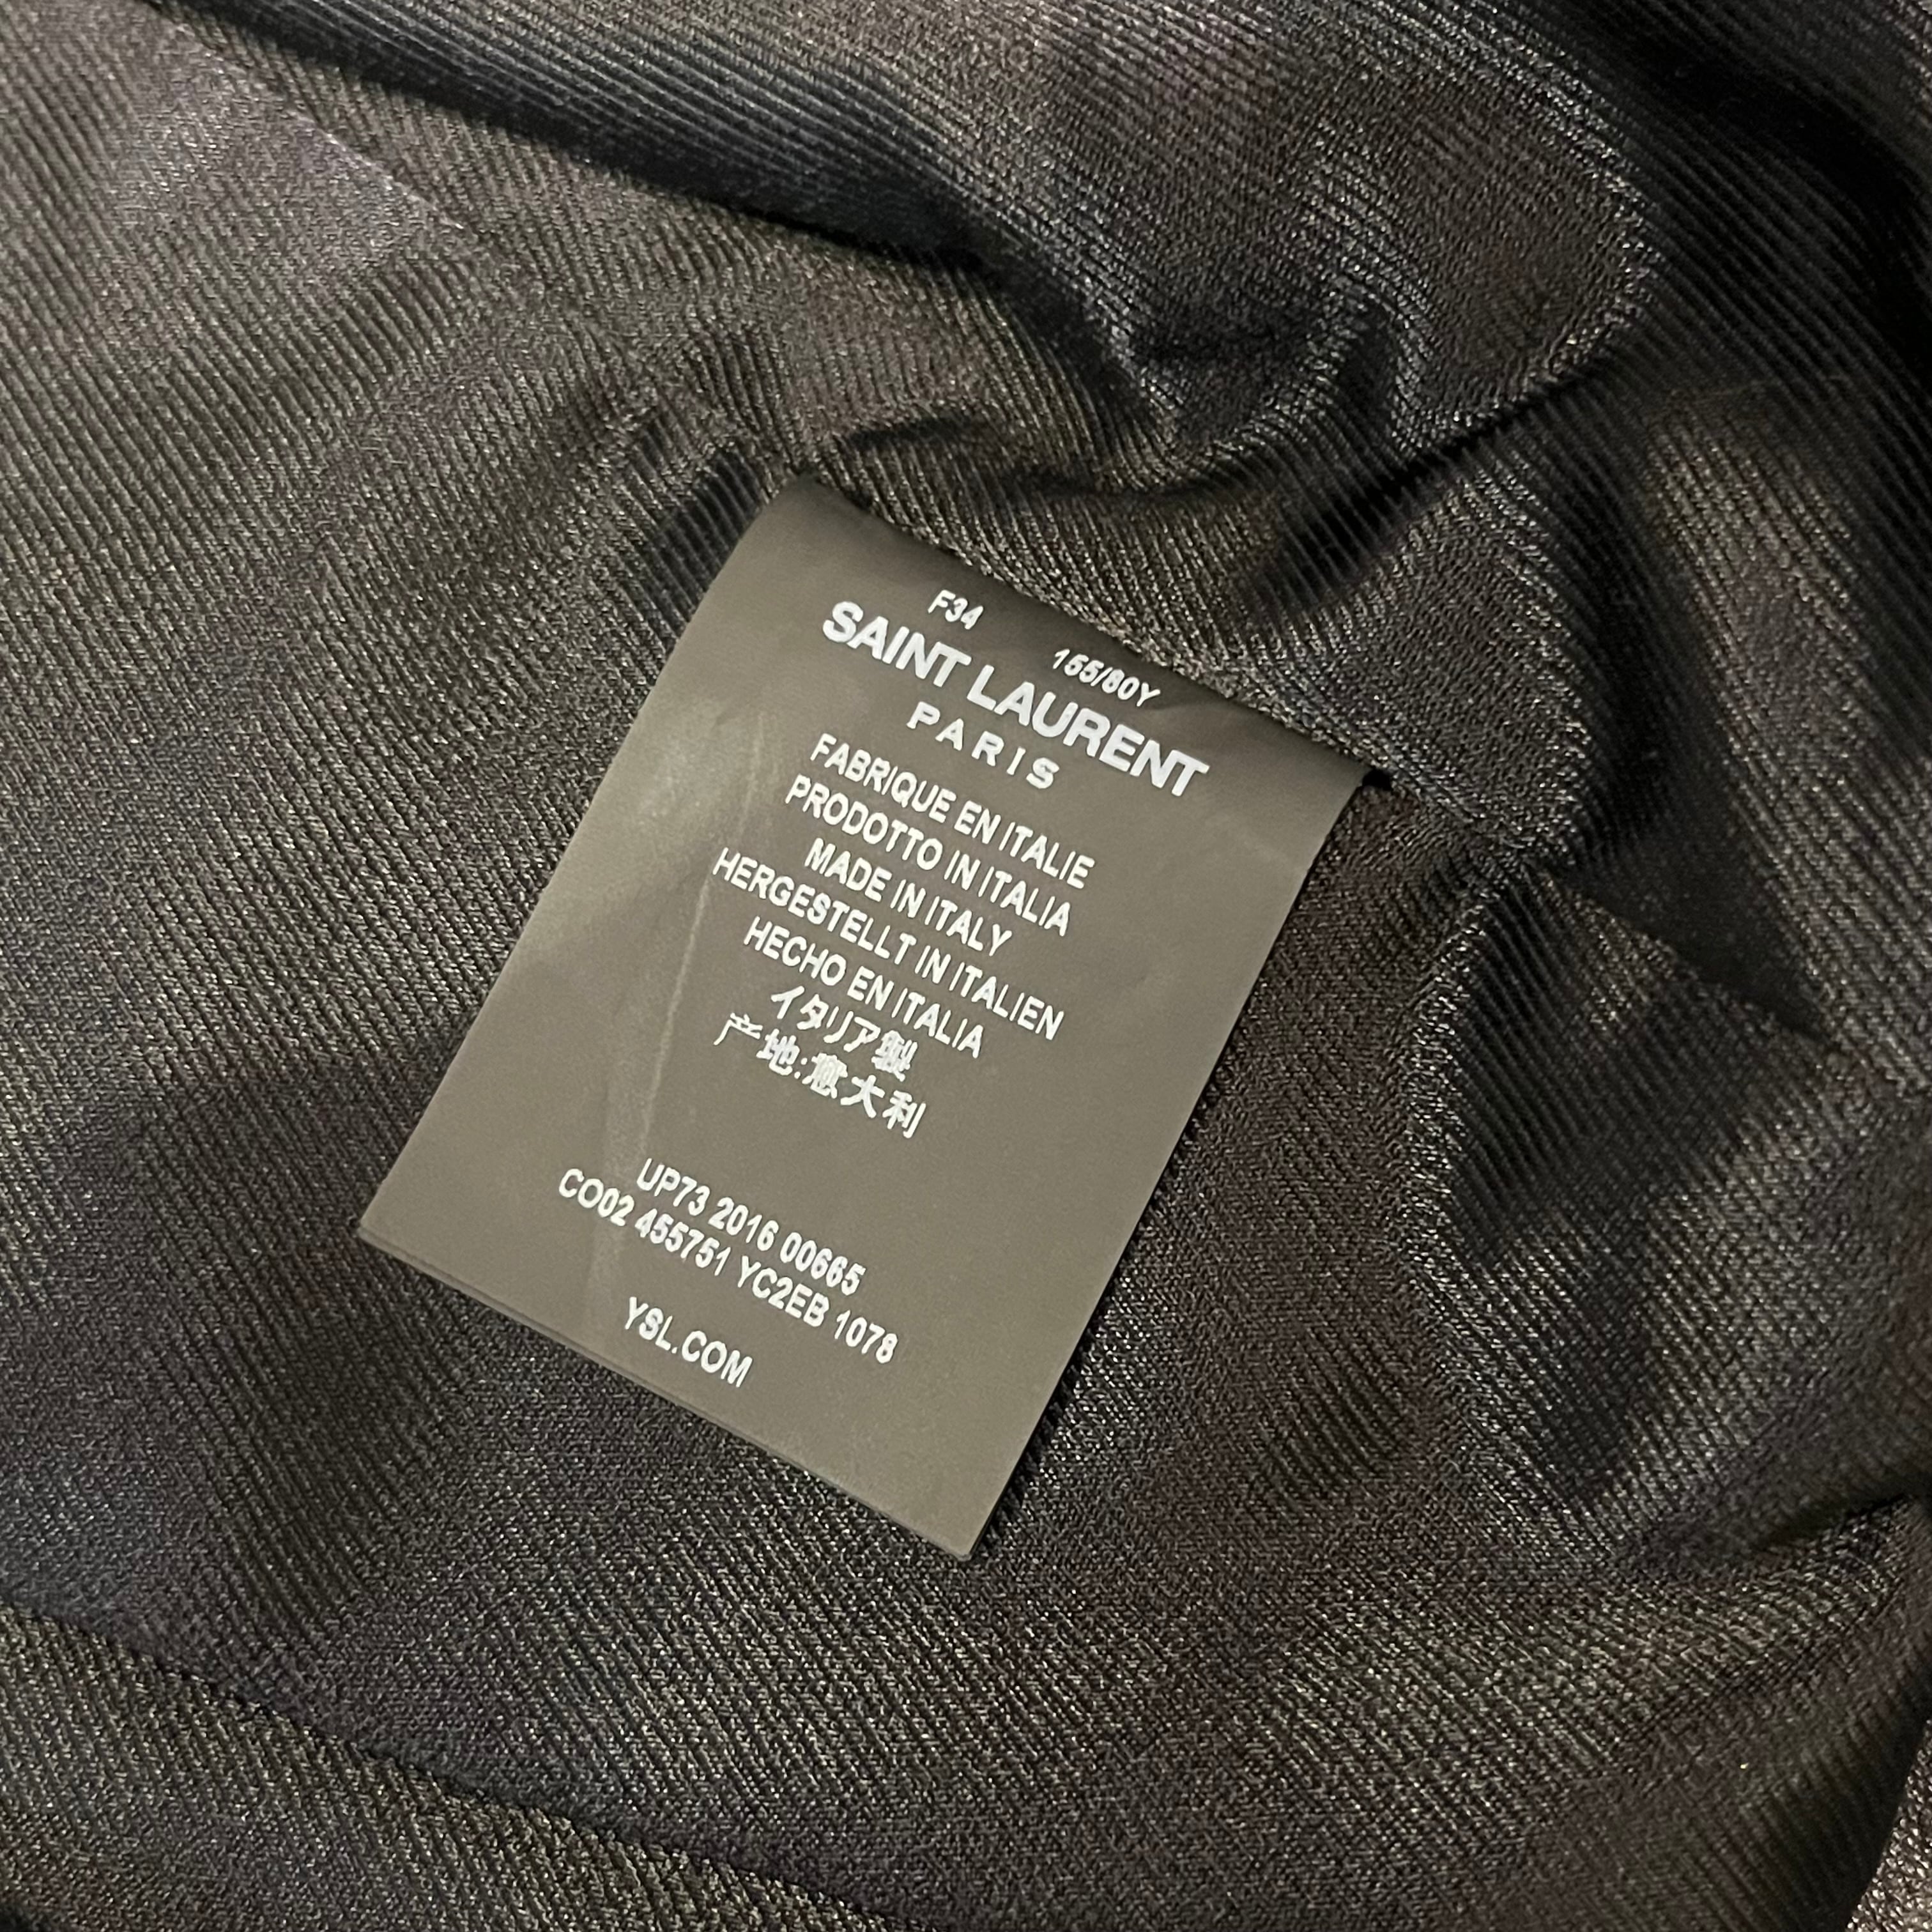 F34 155/80Y
SAINT LAURENT
PARIS
FABRIQUE EN ITALIE
PRODOTTO IN ITALIA
MADE IN ITALY
HERGESTELLT IN ITALIEN
HECHO EN ITALIA
イタリア製
产地:意大利
UP73 2016 00665
CO02 455751 YC2EB 1078
YSL.COM